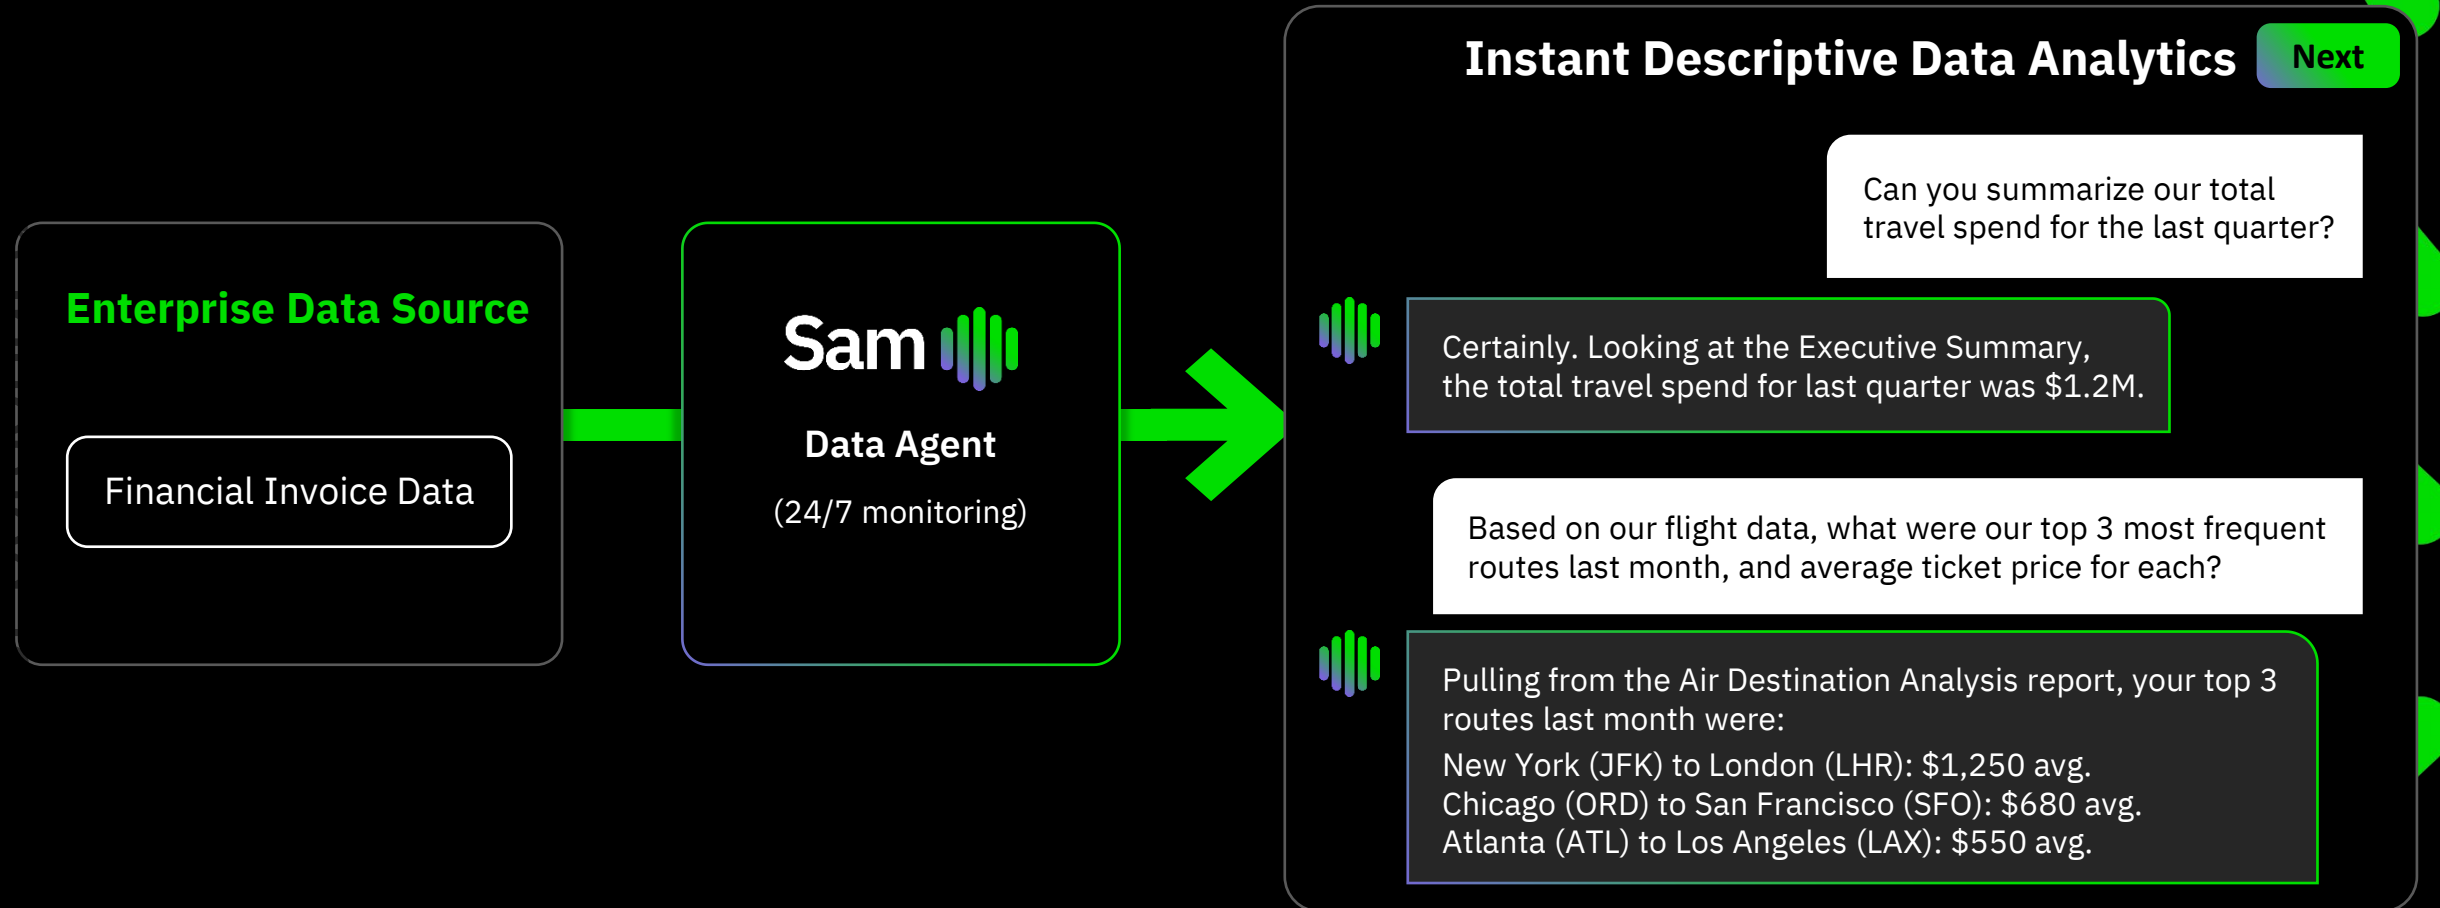 Enterprise Data Source
Financial Invoice Data
Sam
Data Agent
(24/7 monitoring)
Instant Descriptive Data Analytics
Next
Can you summarize our total
travel spend for the last quarter?
Certainly. Looking at the Executive Summary,
the total travel spend for last quarter was $1.2M.
Based on our flight data, what were our top 3 most frequent
routes last month, and average ticket price for each?
Pulling from the Air Destination Analysis report, your top 3
routes last month were:
New York (JFK) to London (LHR): $1,250 avg.
Chicago (ORD) to San Francisco (SFO): $680 avg.
Atlanta (ATL) to Los Angeles (LAX): $550 avg.